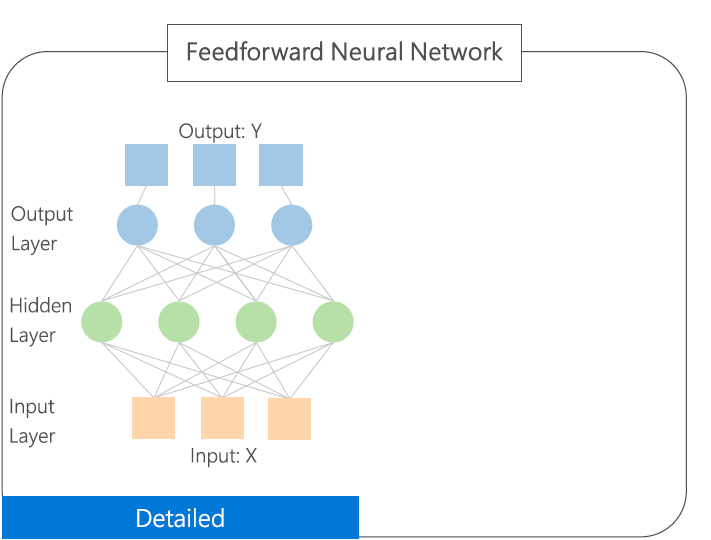 Feedforward Neural Network
Output: Y
Output
Layer
Hidden
Layer
Input
Layer
Input: X
Detailed